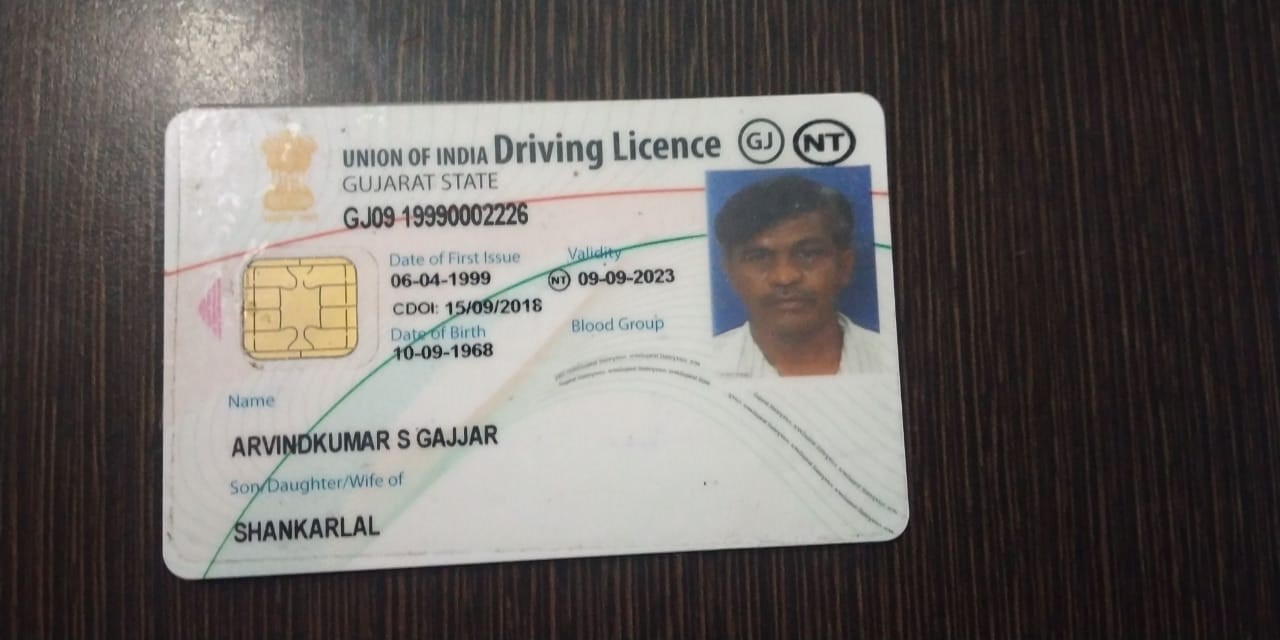 UNION OF INDIA Driving Licence GJ NT
GUJARAT STATE
GJ09 19990002226
Date of First Issue Validity
06-04-1999 NT 09-09-2023
CDOI: 15/09/2018
Date of Birth Blood Group
10-09-1968
Name
ARVINDKUMAR S GAJJAR
Son/Daughter/Wife of
SHANKARLAL